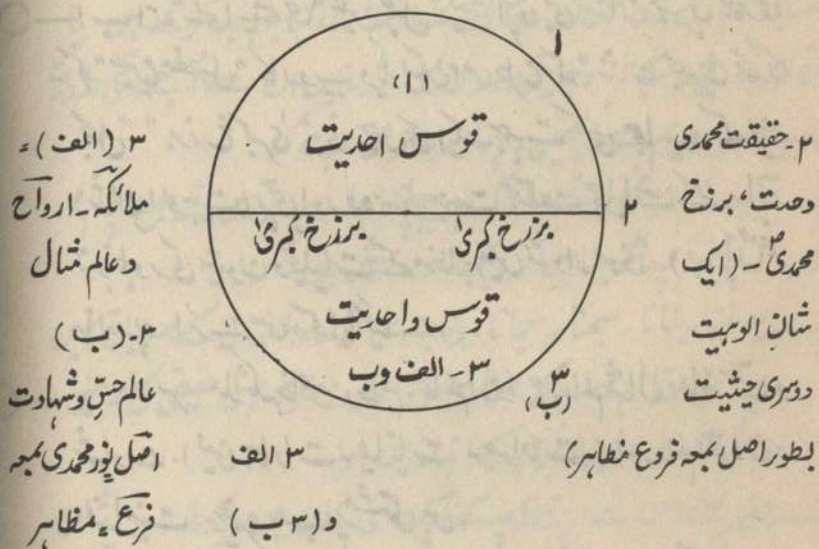 ۱
(۱)
قوس احدیت
۲
برزخ کبریٰ برزخ کبریٰ
قوس واحدیت
۳۔ الف وب
۳ (ب)
۲۔ حقیقت محمدی
وحدت، برزخ
محمدیؐ ۔ (ایک
شان الوہیت
دوسری حیثیت
بطور اصل بمعہ فروع مظاہر)
۳ (الف) =
ملائکہ ۔ ارواح
و عالم مثال
۳۔ (ب)
عالم حسّ و شہادت
۳ الف اصل نور محمدی بمعہ
و (۳ ب) فرع = مظاہر